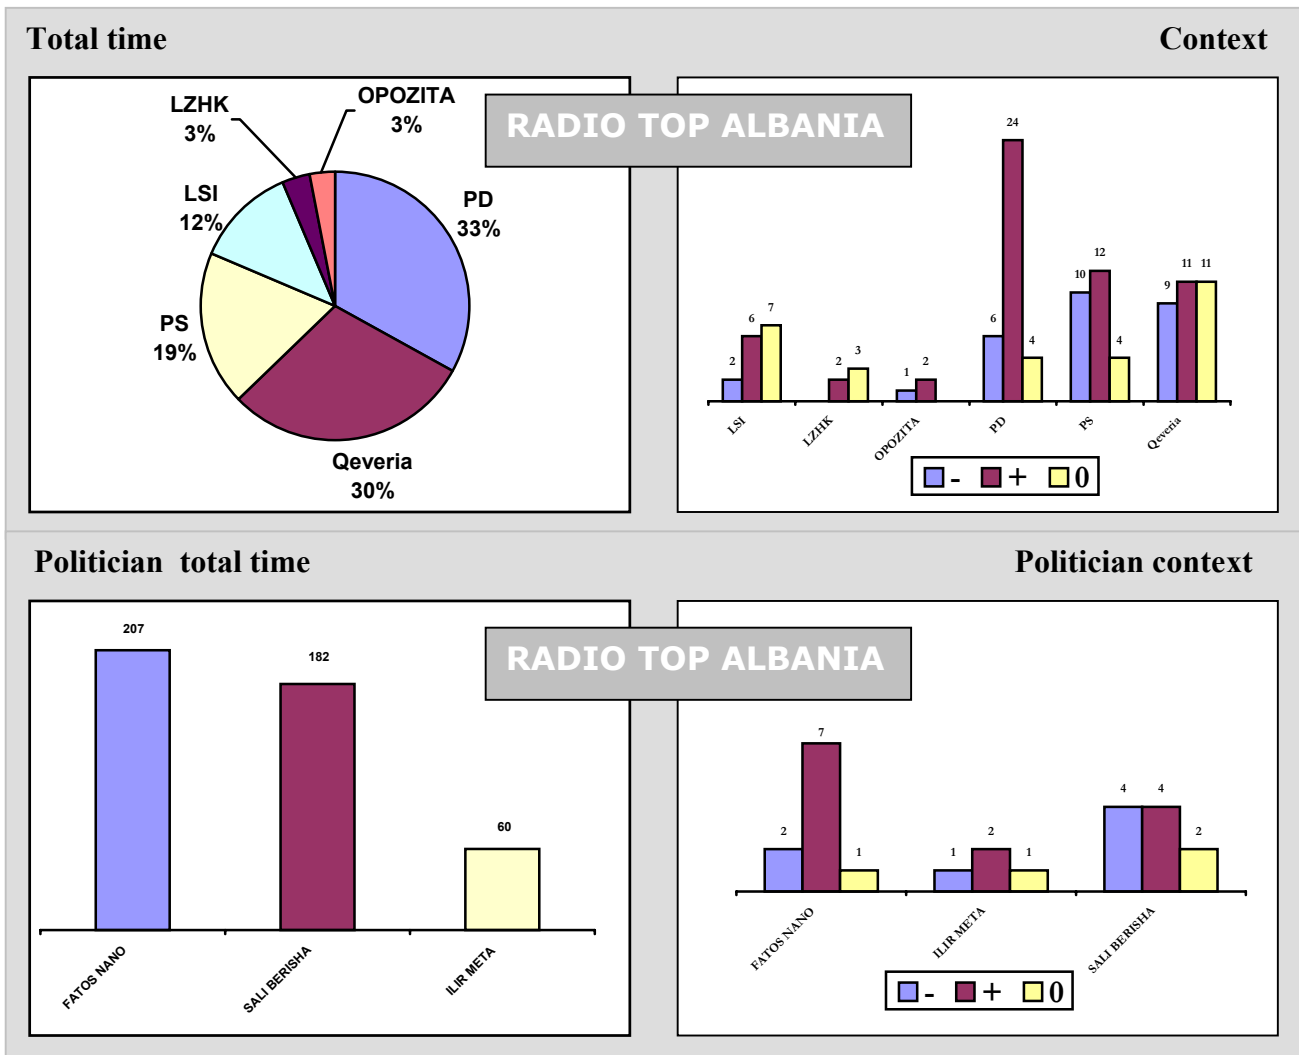 Total time
Context
RADIO TOP ALBANIA
OPOZITA
3%
LZHK
3%
LSI
12%
PD
33%
PS
19%
Qeveria
30%
24
12
10
11
11
9
7
6
6
4
4
3
2
2
2
1
LSI
LZHK
OPOZITA
PD
PS
Qeveria
- + 0
Politician total time
Politician context
RADIO TOP ALBANIA
207
182
60
FATOS NANO
SALI BERISHA
ILIR META
7
4
4
2
2
2
1
1
1
FATOS NANO
ILIR META
SALI BERISHA
- + 0